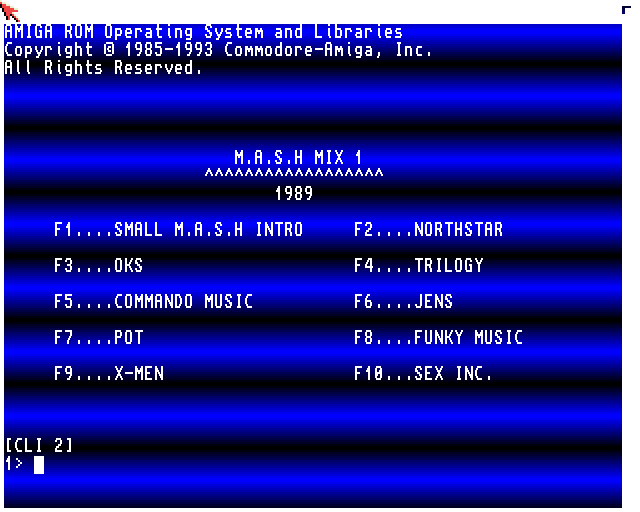 AMIGA ROM Operating System and Libraries
Copyright © 1985-1993 Commodore-Amiga, Inc.
All Rights Reserved.
M.A.S.H MIX 1
^^^^^^^^^^^^^^^^^^
1989
F1....SMALL M.A.S.H INTRO F2....NORTHSTAR
F3....OKS F4....TRILOGY
F5....COMMANDO MUSIC F6....JENS
F7....POT F8....FUNKY MUSIC
F9....X-MEN F10...SEX INC.
[CLI 2]
1>